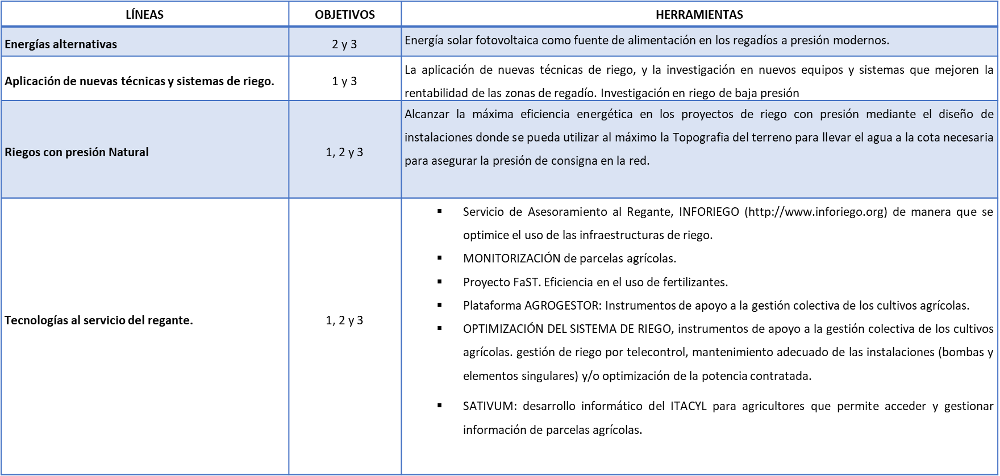 LÍNEAS OBJETIVOS HERRAMIENTAS
Energías alternativas 2 y 3 Energía solar fotovoltaica como fuente de alimentación en los regadíos a presión modernos.
Aplicación de nuevas técnicas y sistemas de riego. 1 y 3 La aplicación de nuevas técnicas de riego, y la investigación en nuevos equipos y sistemas que mejoren la
rentabilidad de las zonas de regadío. Investigación en riego de baja presión
Riegos con presión Natural 1, 2 y 3 Alcanzar la máxima eficiencia energética en los proyectos de riego con presión mediante el diseño de
instalaciones donde se pueda utilizar al máximo la Topografia del terreno para llevar el agua a la cota necesaria
para asegurar la presión de consigna en la red.
Tecnologías al servicio del regante. 1, 2 y 3
▪ Servicio de Asesoramiento al Regante, INFORIEGO (http://www.inforiego.org) de manera que se
optimice el uso de las infraestructuras de riego.
▪ MONITORIZACIÓN de parcelas agrícolas.
▪ Proyecto FaST. Eficiencia en el uso de fertilizantes.
▪ Plataforma AGROGESTOR: Instrumentos de apoyo a la gestión colectiva de los cultivos agrícolas.
▪ OPTIMIZACIÓN DEL SISTEMA DE RIEGO, instrumentos de apoyo a la gestión colectiva de los cultivos
agrícolas. gestión de riego por telecontrol, mantenimiento adecuado de las instalaciones (bombas y
elementos singulares) y/o optimización de la potencia contratada.
▪ SATIVUM: desarrollo informático del ITACYL para agricultores que permite acceder y gestionar
información de parcelas agrícolas.